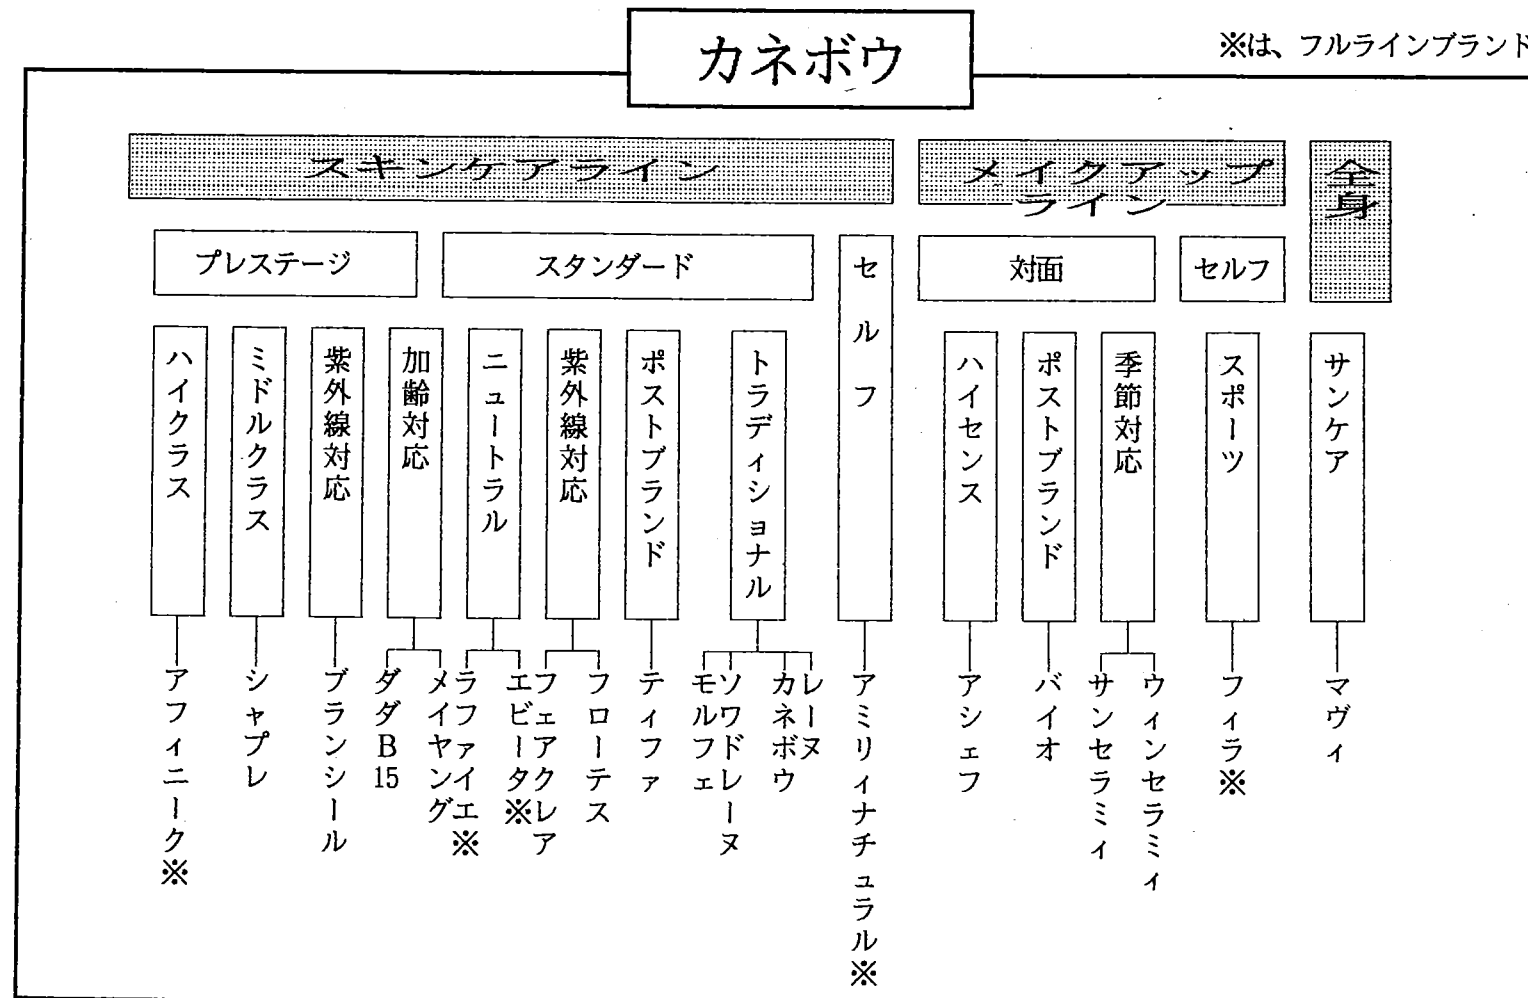 カネボウ
※は、フルラインブランド
スキンケアライン
メイクアップ
ライン
全身
プレステージ
スタンダード
セルフ
対面
セルフ
ハイクラス
ミドルクラス
紫外線対応
加齢対応
ニュートラル
紫外線対応
ポストブランド
トラディショナル
ハイセンス
ポストブランド
季節対応
スポーツ
サンケア
アフィニーク※
シャプレ
ブランシール
ダダB15
メイヤング
ラファイエ※
エビータ※
フェアクレア
フローテス
ティファ
モルフェ
ソワドレーヌ
カネボウ
レーヌ
アミリィナチュラル※
アシェフ
バイオ
サンセラミィ
ウィンセラミィ
フィラ※
マヴィ